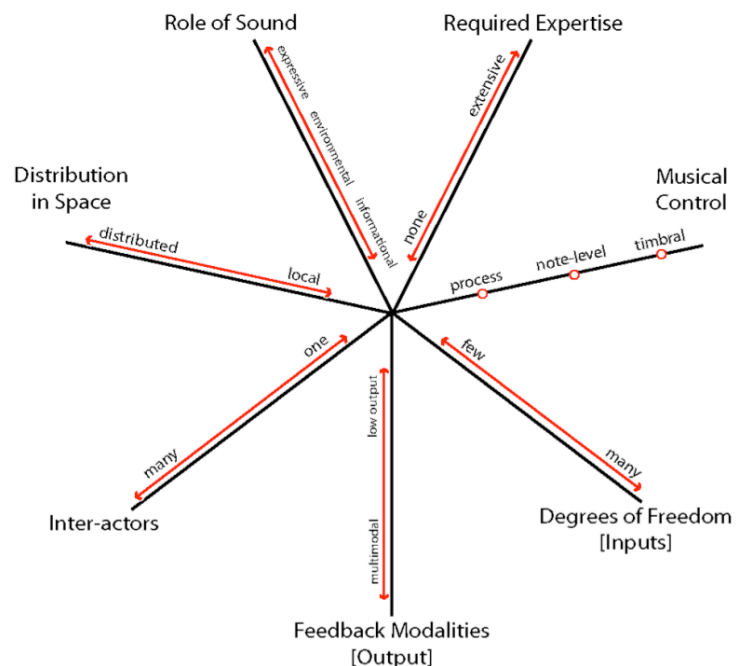 Role of Sound
Required Expertise
expressive environmental informational
extensive
none
Distribution
in Space
distributed
local
Musical
Control
process
note-level
timbral
one
many
Inter-actors
low output
multimodal
Feedback Modalities
[Output]
few
many
Degrees of Freedom
[Inputs]